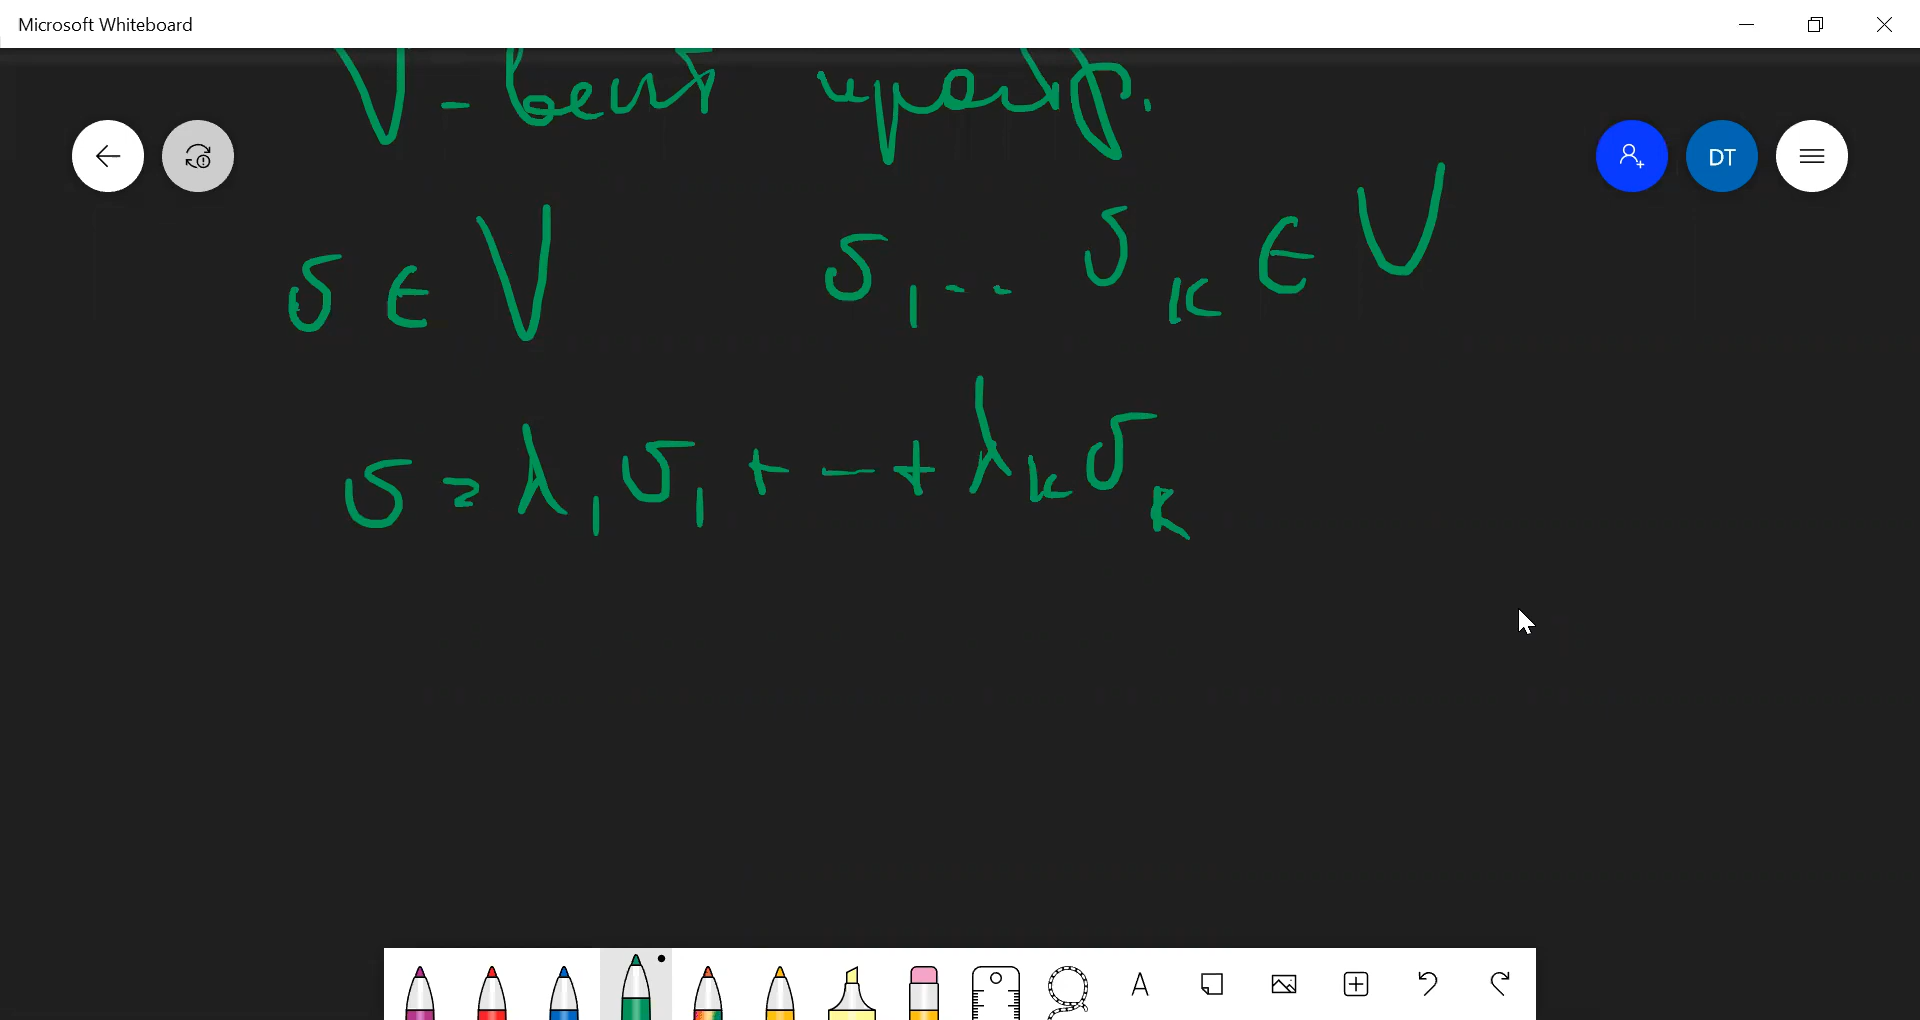 Microsoft Whiteboard
V - вект простр.
v ∈ V v₁ .. vₖ ∈ V
v = λ₁v₁ + -- + λₖvₖ
DT